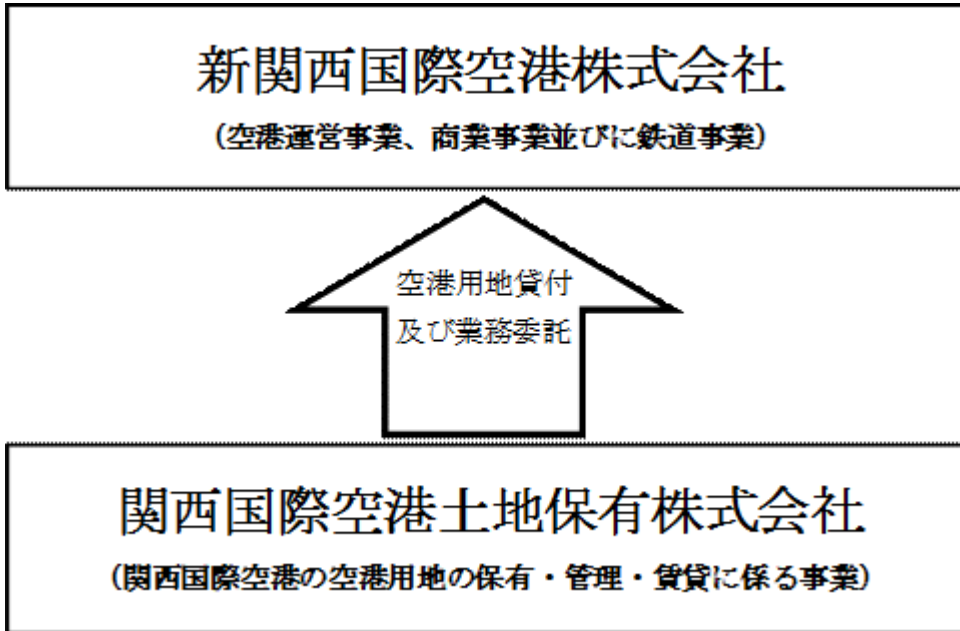 新関西国際空港株式会社
（空港運営事業、商業事業並びに鉄道事業）
空港用地貸付
及び業務委託
関西国際空港土地保有株式会社
（関西国際空港の空港用地の保有・管理・賃貸に係る事業）